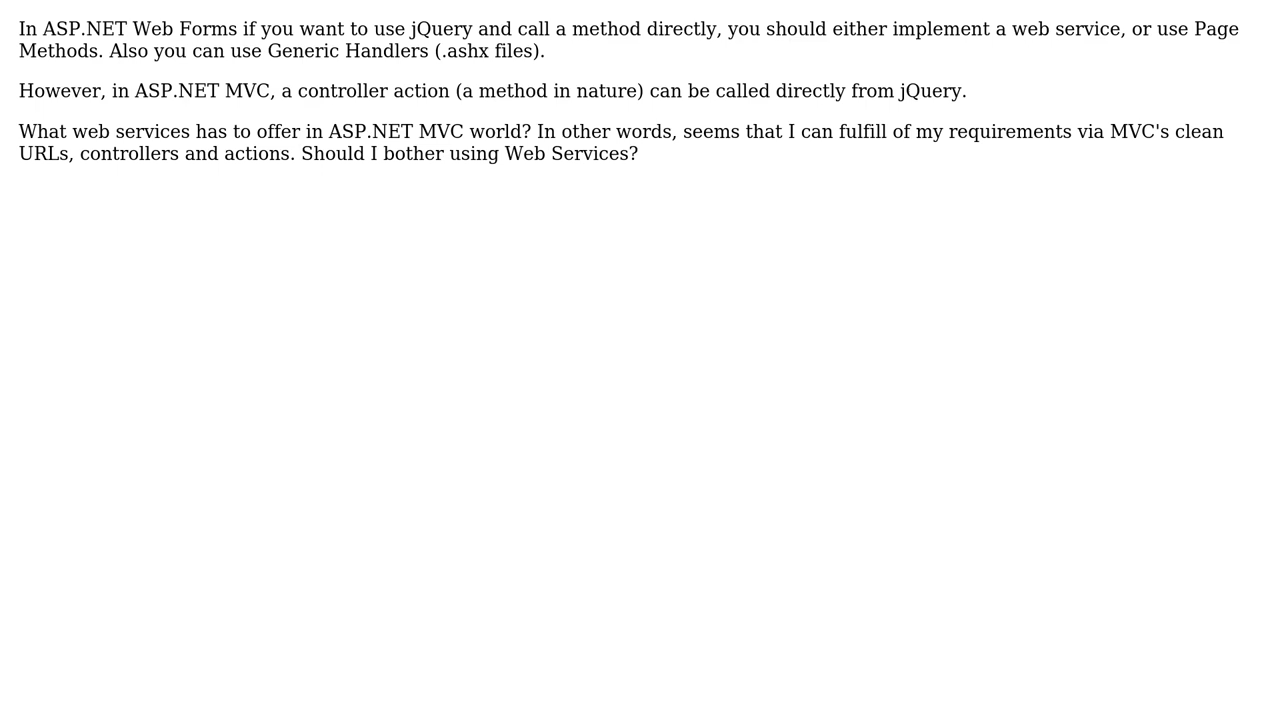 In ASP.NET Web Forms if you want to use jQuery and call a method directly, you should either implement a web service, or use Page
Methods. Also you can use Generic Handlers (.ashx files).
However, in ASP.NET MVC, a controller action (a method in nature) can be called directly from jQuery.
What web services has to offer in ASP.NET MVC world? In other words, seems that I can fulfill of my requirements via MVC's clean
URLs, controllers and actions. Should I bother using Web Services?